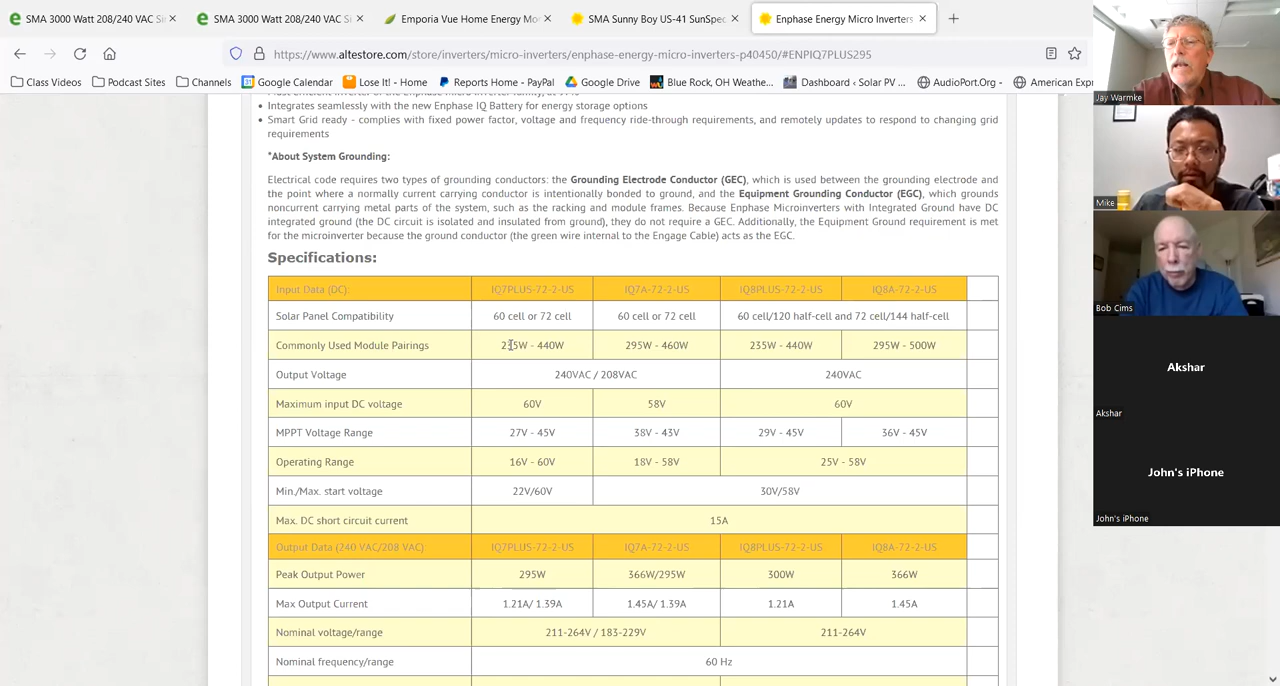 SMA 3000 Watt 208/240 VAC Si
SMA 3000 Watt 208/240 VAC Si
Emporia Vue Home Energy Mo
SMA Sunny Boy US-41 SunSpec
Enphase Energy Micro Inverters
https://www.altestore.com/store/inverters/micro-inverters/enphase-energy-micro-inverters-p40450/#ENPIQ7PLUS295
Class Videos
Podcast Sites
Channels
Google Calendar
Lose It! - Home
Reports - Home - PayPal
Google Drive
Blue Rock, OH Weathe...
Dashboard ‹ Solar PV ...
AudioPort.Org -
American Expr
Integrates seamlessly with the Enphase IQ Battery for energy storage options
Smart Grid ready - complies with fixed power factor, voltage and frequency ride-through requirements, and remotely updates to respond to changing grid
requirements
*About System Grounding:
Electrical code requires two types of grounding conductors: the Grounding Electrode Conductor (GEC), which is used between the grounding electrode and
the point where a normally current carrying conductor is intentionally bonded to ground, and the Equipment Grounding Conductor (EGC), which grounds
noncurrent carrying metal parts of the system, such as the racking and module frames. Because Enphase Microinverters with Integrated Ground have DC
integrated ground (the DC circuit is isolated and insulated from ground), they do not require a GEC. Additionally, the Equipment Ground requirement is met
for the microinverter because the ground conductor (the green wire internal to the Engage Cable) acts as the EGC.
Specifications:
Input Data (DC) IQ7PLUS-72-2-US IQ7A-72-2-US IQ8PLUS-72-2-US IQ8A-72-2-US
Solar Panel Compatibility 60 cell or 72 cell 60 cell or 72 cell 60 cell/120 half-cell and 72 cell/144 half-cell
Commonly Used Module Pairings 235W - 440W 295W - 460W 235W - 440W 295W - 500W
Output Voltage 240VAC / 208VAC 240VAC
Maximum input DC voltage 60V 58V 60V
MPPT Voltage Range 27V - 45V 38V - 43V 29V - 45V 36V - 45V
Operating Range 16V - 60V 18V - 58V 25V - 58V
Min./Max. start voltage 22V/60V 30V/58V
Max. DC short circuit current 15A
Output Data (240 VAC/208 VAC): IQ7PLUS-72-2-US IQ7A-72-2-US IQ8PLUS-72-2-US IQ8A-72-2-US
Peak Output Power 295W 366W/295W 300W 366W
Max Output Current 1.21A/ 1.39A 1.45A/ 1.39A 1.21A 1.45A
Nominal voltage/range 211-264V / 183-229V 211-264V
Nominal frequency/range 60 Hz
Jay Warmke
Mike
Bob Cims
Akshar
Akshar
John's iPhone
John's iPhone